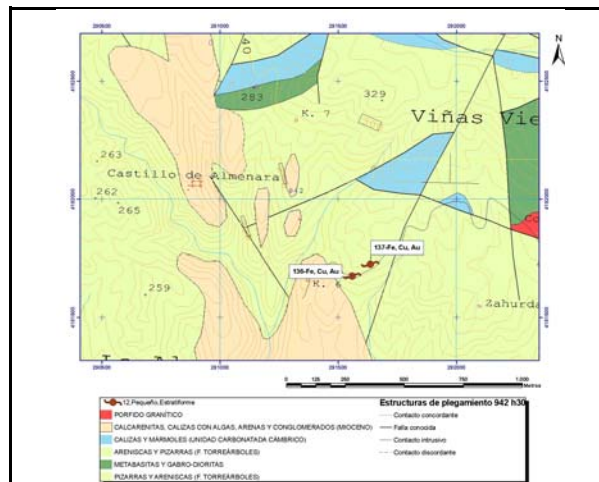 N
283
329
K. 7
Viñas Vie
263
Castillo de Almenara
262
265
137-Fe, Cu, Au
136-Fe, Cu, Au
K. 6
259
Zahurda
0 125 250 500 750 1.000
Metros
12, Pequeño, Estratiforme
PORFIDO GRANÍTICO
CALCARENITAS, CALIZAS CON ALGAS, ARENAS Y CONGLOMERADOS (MIOCENO)
CALIZAS Y MÁRMOLES (UNIDAD CARBONATADA CÁMBRICO)
ARENISCAS Y PIZARRAS (F. TORREÁRBOLES)
METABASITAS Y GABRO-DIORITAS
PIZARRAS Y ARENISCAS (F. TORREÁRBOLES)
Estructuras de plegamiento 942 h30
Contacto concordante
Falla conocida
Contacto intrusivo
Contacto discordante